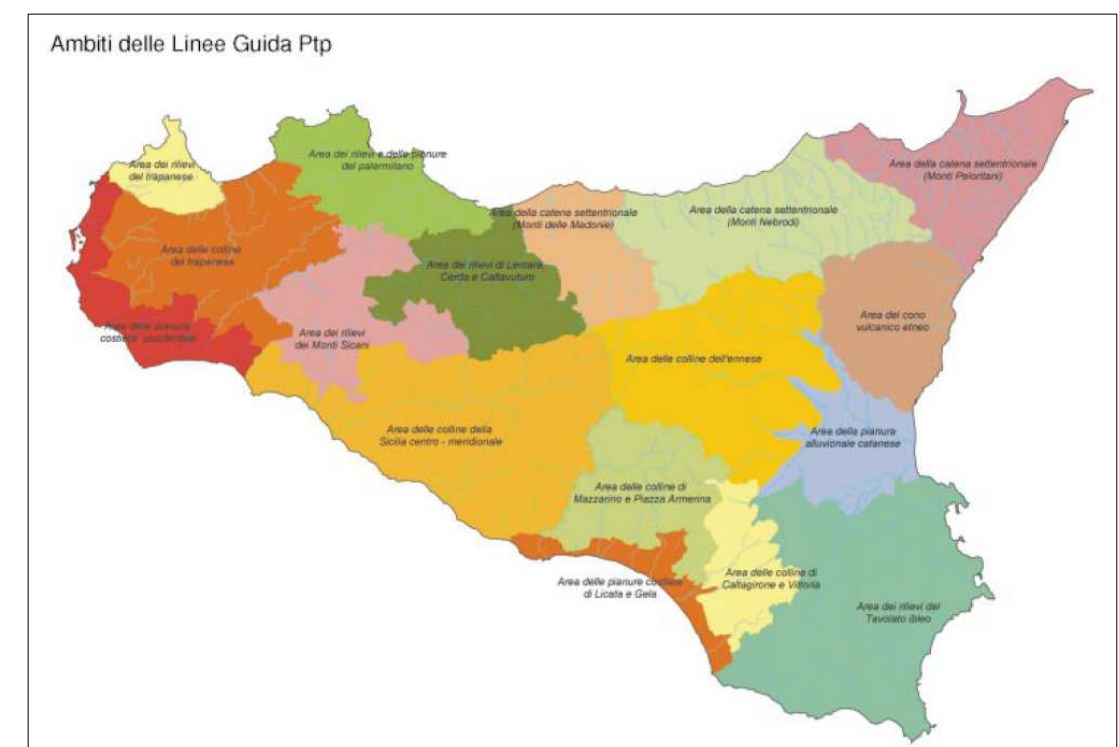 Ambiti delle Linee Guida Ptp
Area dei rilievi
del trapanese
Area dei rilievi e delle pianure
del palermitano
Area della catena settentrionale
(Monti Peloritani)
Area della catena settentrionale
(Monti delle Madonie)
Area della catena settentrionale
(Monti Nebrodi)
Area delle colline
del trapanese
Area dei rilievi di Lercara,
Cerda e Caltavuturo
Area del cono
vulcanico etneo
Area delle pianure
costiere occidentale
Area dei rilievi
dei Monti Sicani
Area delle colline dell'ennese
Area delle colline della
Sicilia centro - meridionale
Area della pianura
alluvionale catanese
Area delle colline di
Mazzarino e Piazza Armerina
Area delle pianure costiere
di Licata e Gela
Area delle colline di
Caltagirone e Vittoria
Area dei rilievi del
Tavolato ibleo